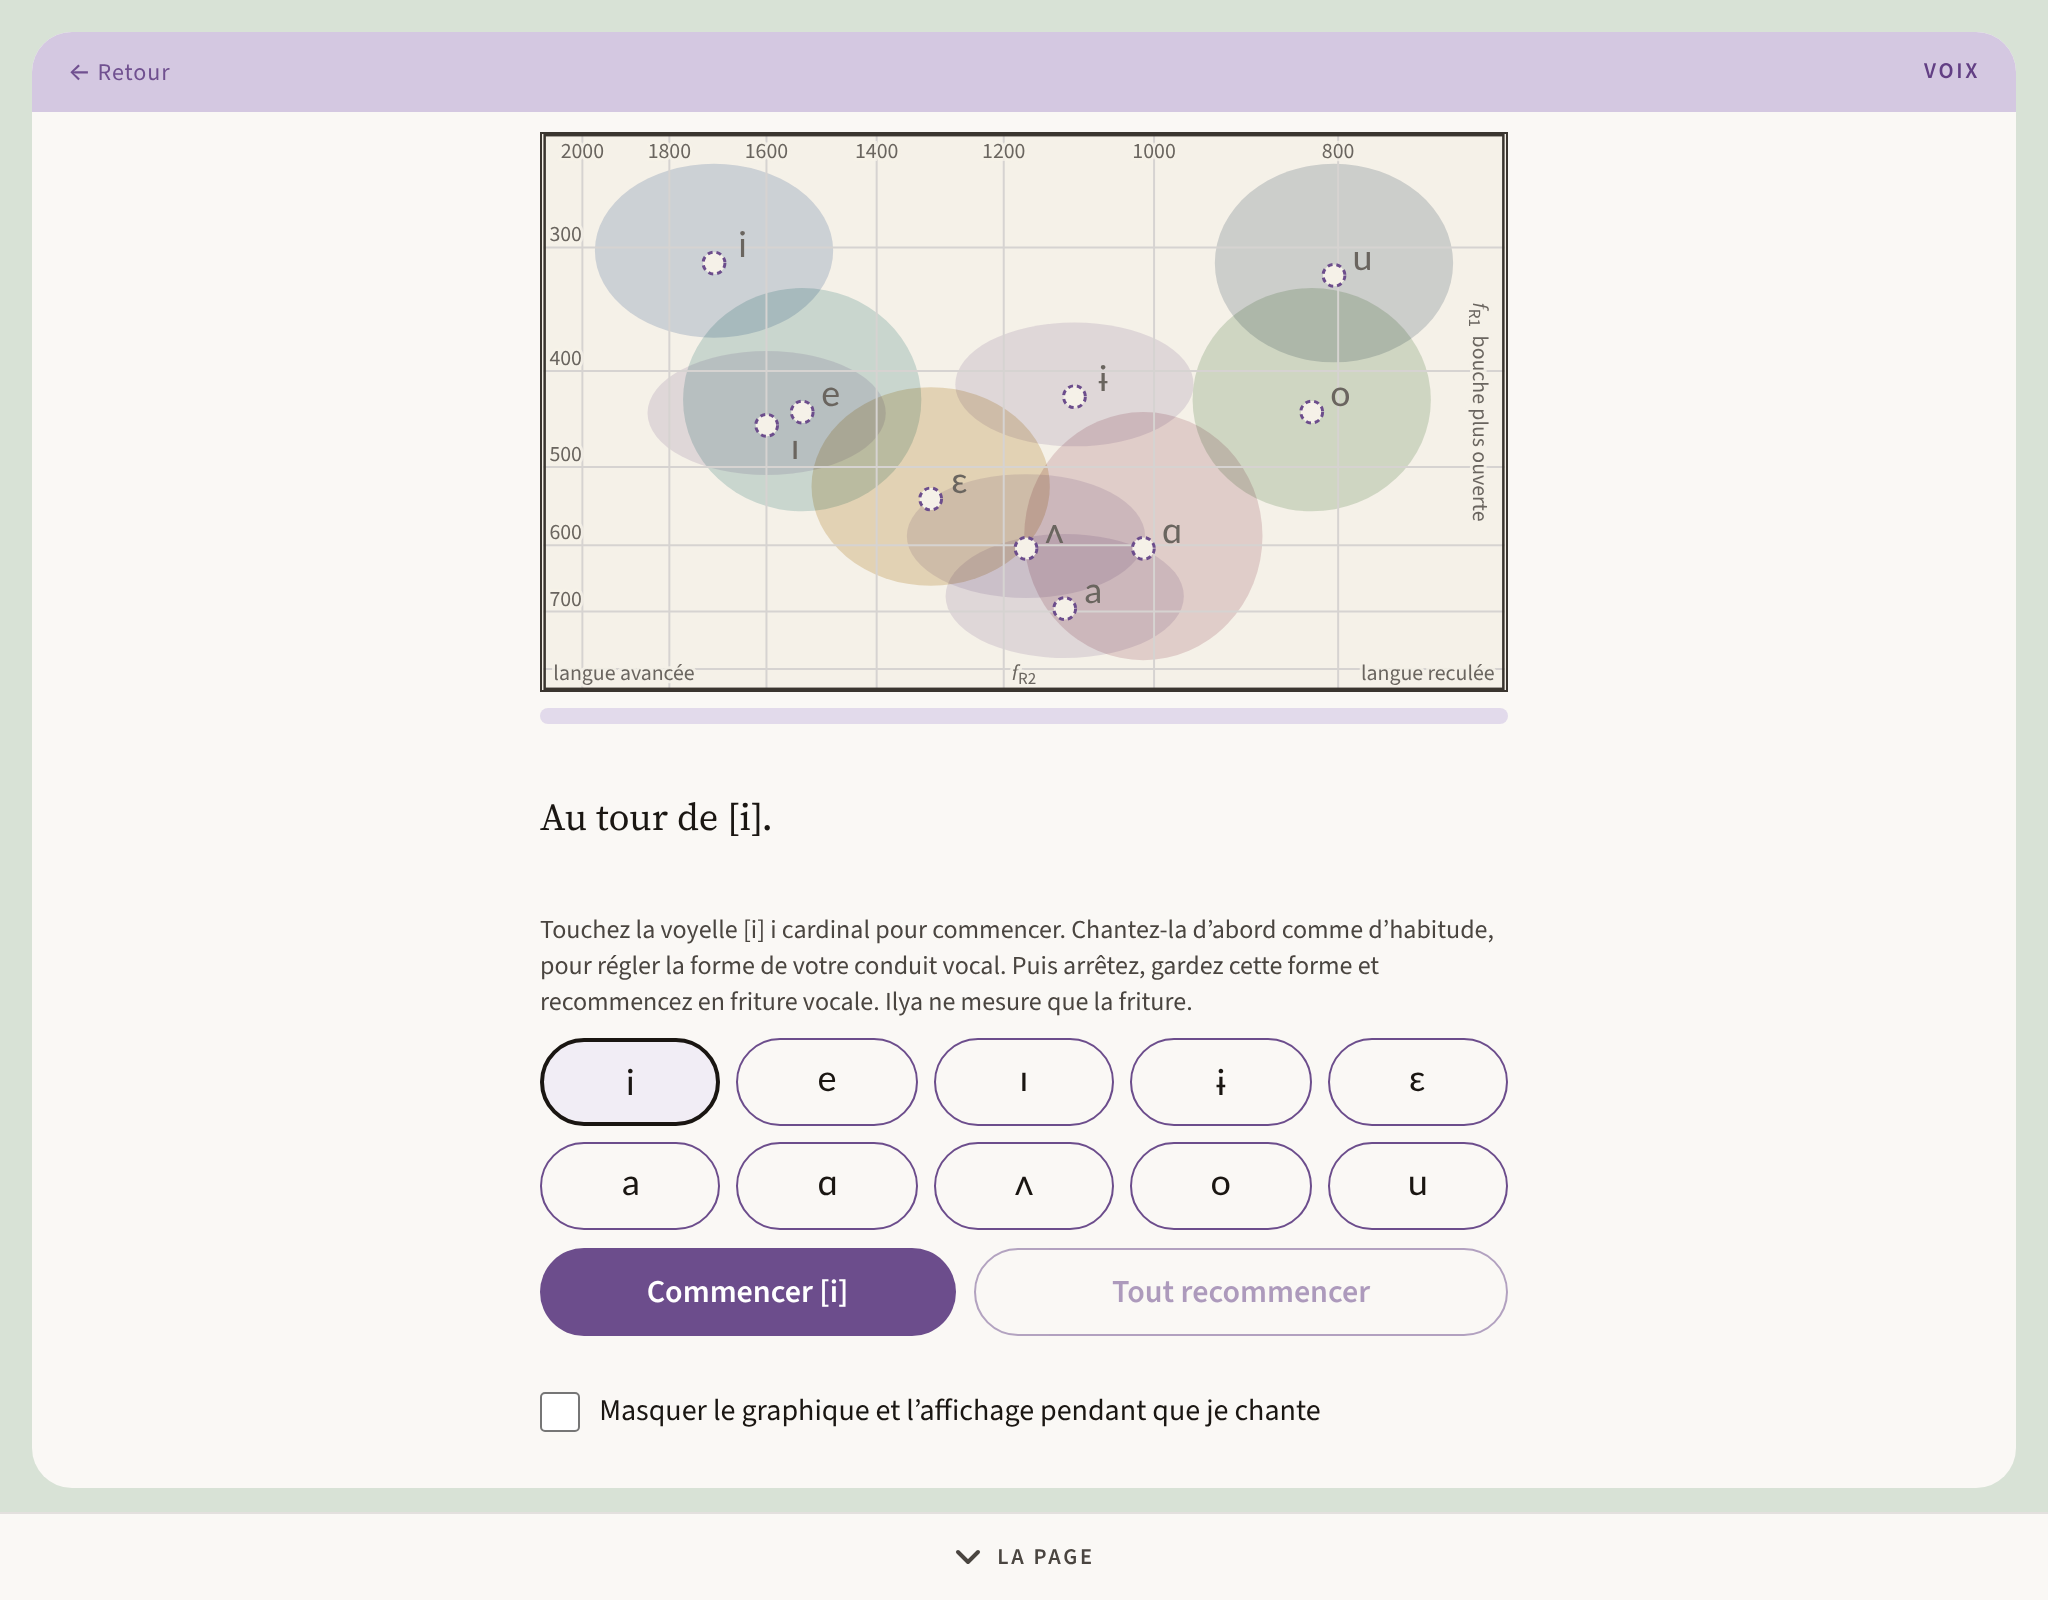 ← Retour
VOIX
2000 1800 1600 1400 1200 1000 800
300
i
u
400
e
ɨ
o
ɪ
500
ɛ
600
ʌ
ɑ
a
700
fR1 bouche plus ouverte
langue avancée
fR2
langue reculée
Au tour de [i].
Touchez la voyelle [i] i cardinal pour commencer. Chantez-la d’abord comme d’habitude,
pour régler la forme de votre conduit vocal. Puis arrêtez, gardez cette forme et
recommencez en friture vocale. Ilya ne mesure que la friture.
i e ɪ ɨ ɛ
a ɑ ʌ o u
Commencer [i]
Tout recommencer
Masquer le graphique et l’affichage pendant que je chante
LA PAGE